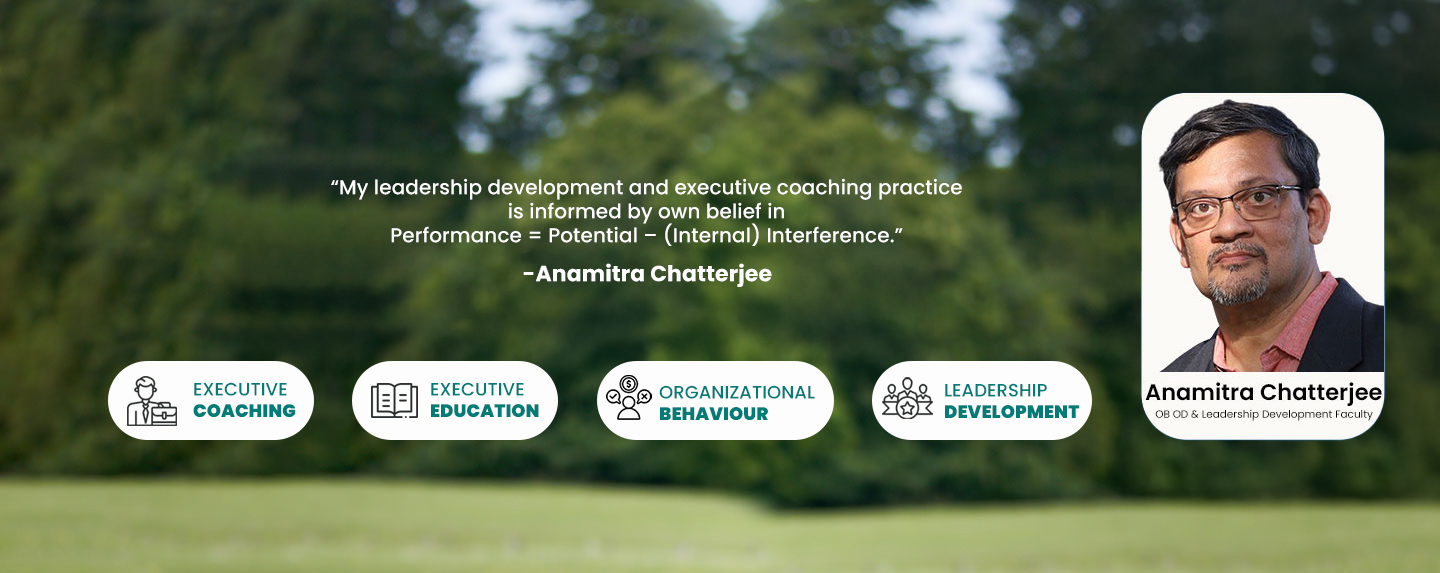 “My leadership development and executive coaching practice
is informed by own belief in
Performance = Potential – (Internal) Interference.”
-Anamitra Chatterjee
EXECUTIVE
COACHING
EXECUTIVE
EDUCATION
ORGANIZATIONAL
BEHAVIOUR
LEADERSHIP
DEVELOPMENT
Anamitra Chatterjee
OB OD & Leadership Development Faculty